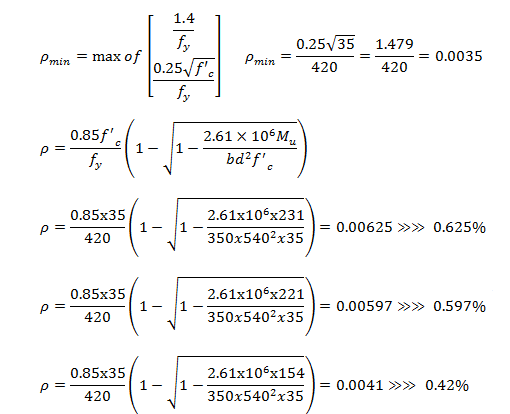 ρ_min = max of [ 1.4/f_y ; 0.25√f'_c/f_y ]   ρ_min = 0.25√35/420 = 1.479/420 = 0.0035
ρ = 0.85f'_c/f_y (1 − √(1 − 2.61 × 10⁶M_u/bd²f'_c))
ρ = 0.85x35/420 (1 − √(1 − 2.61x10⁶x231/350x540²x35)) = 0.00625 >>> 0.625%
ρ = 0.85x35/420 (1 − √(1 − 2.61x10⁶x221/350x540²x35)) = 0.00597 >>> 0.597%
ρ = 0.85x35/420 (1 − √(1 − 2.61x10⁶x154/350x540²x35)) = 0.0041 >>> 0.42%